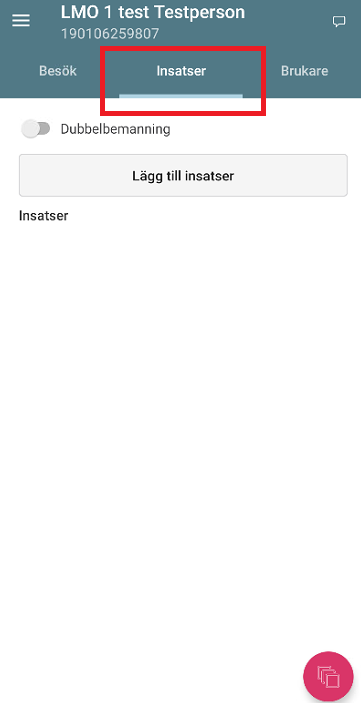 LMO 1 test Testperson
190106259807
Besök Insatser Brukare
Dubbelbemanning
Lägg till insatser
Insatser